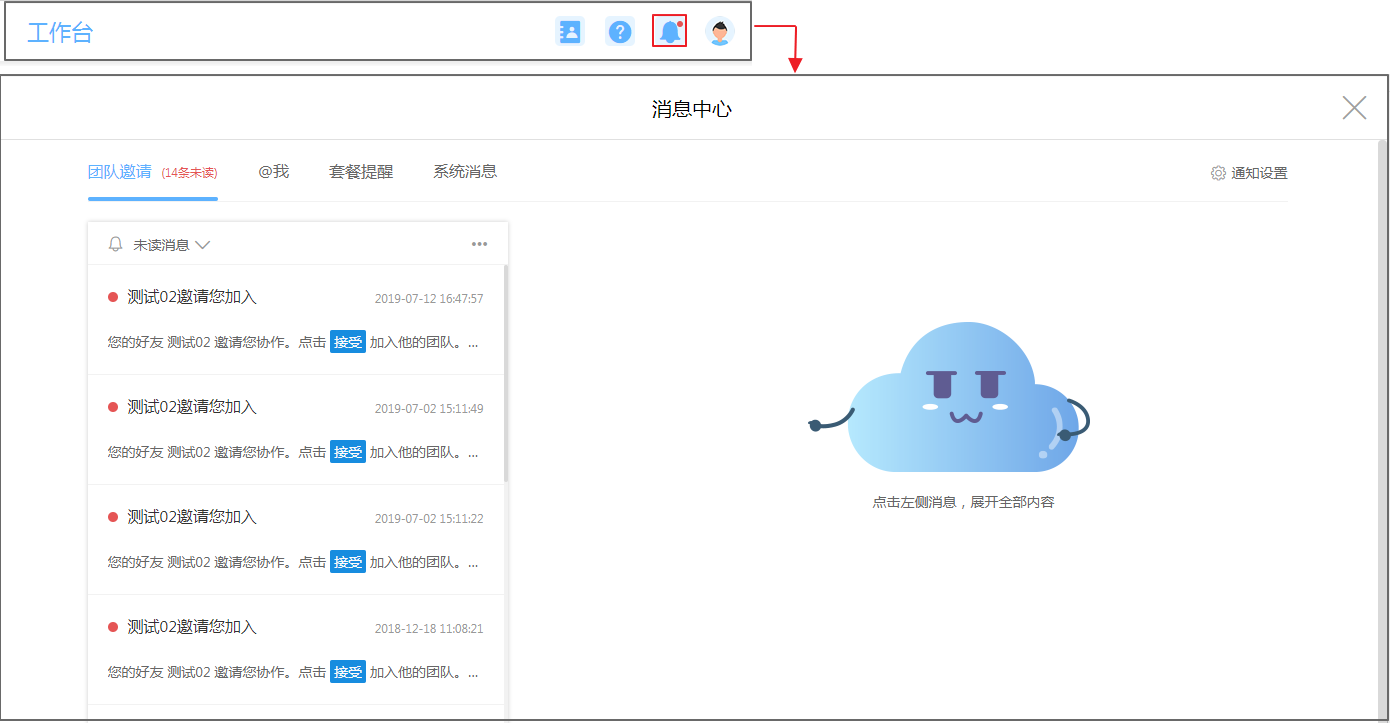 工作台
消息中心
团队邀请 (14条未读) @我 套餐提醒 系统消息 通知设置
未读消息
测试02邀请您加入 2019-07-12 16:47:57
您的好友 测试02 邀请您协作。点击 接受 加入他的团队。...
测试02邀请您加入 2019-07-02 15:11:49
您的好友 测试02 邀请您协作。点击 接受 加入他的团队。...
测试02邀请您加入 2019-07-02 15:11:22
您的好友 测试02 邀请您协作。点击 接受 加入他的团队。...
测试02邀请您加入 2018-12-18 11:08:21
您的好友 测试02 邀请您协作。点击 接受 加入他的团队。...
点击左侧消息，展开全部内容